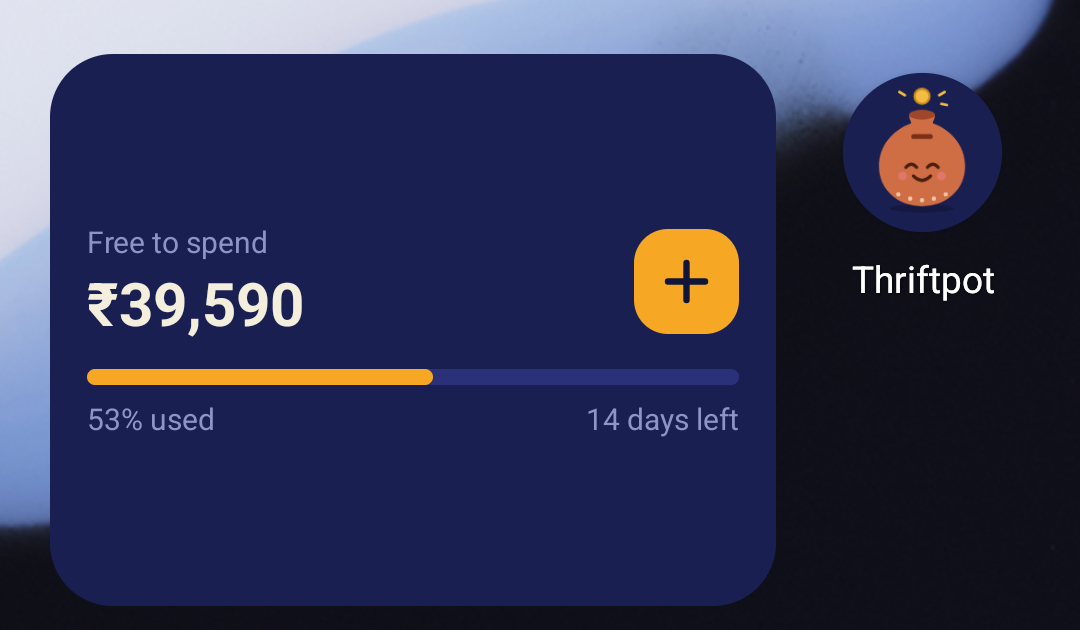 Free to spend
₹39,590
53% used
14 days left
Thriftpot